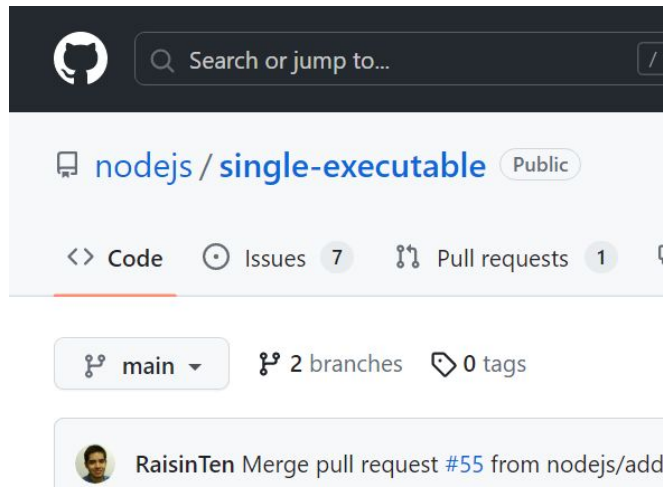 Search or jump to... /
nodejs / single-executable Public
Code Issues 7 Pull requests 1
main 2 branches 0 tags
RaisinTen Merge pull request #55 from nodejs/add